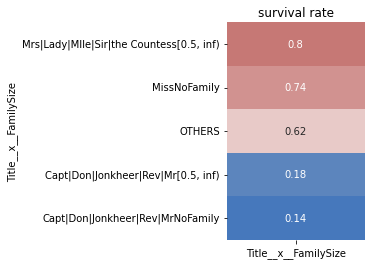 survival rate
Mrs|Lady|Mlle|Sir|the Countess[0.5, inf)
0.8
MissNoFamily
0.74
OTHERS
0.62
Capt|Don|Jonkheer|Rev|Mr[0.5, inf)
0.18
Capt|Don|Jonkheer|Rev|MrNoFamily
0.14
Title__x__FamilySize
Title__x__FamilySize